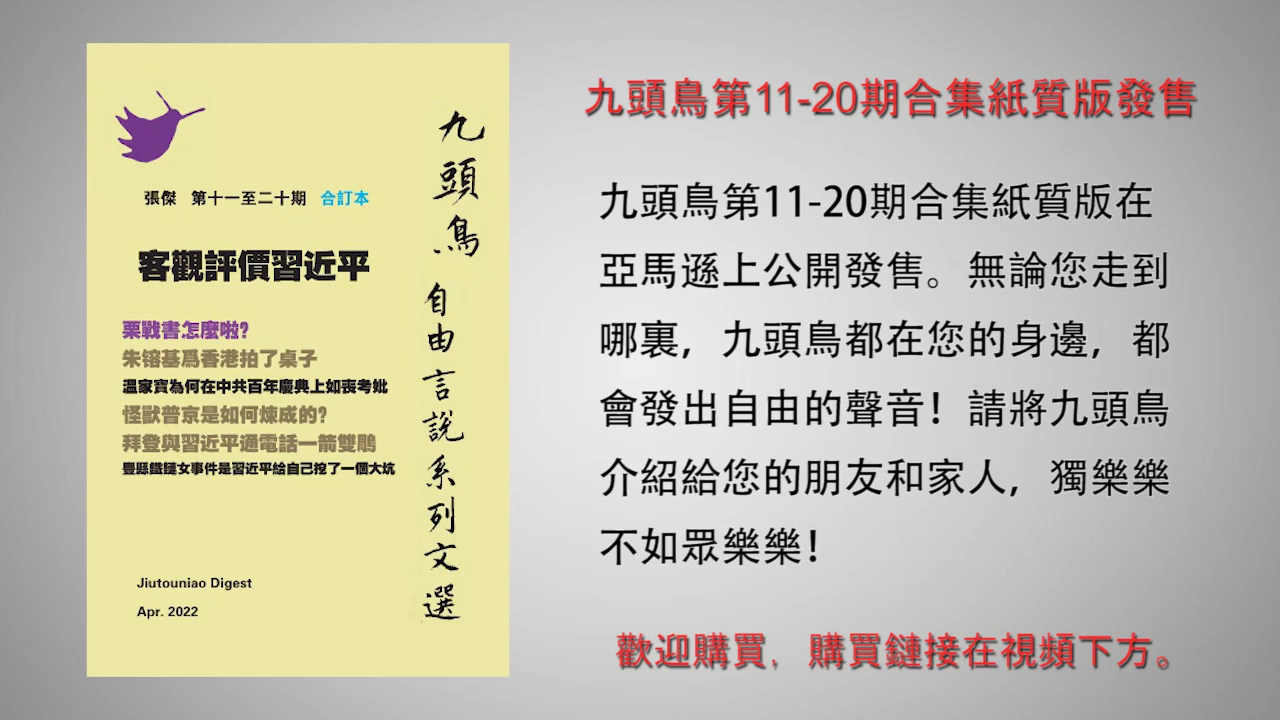 九頭鳥 自由言說系列文選
張傑 第十一至二十期 合訂本
客觀評價習近平
栗戰書怎麼啦?
朱镕基爲香港拍了桌子
溫家寶為何在中共百年慶典上如喪考妣
怪獸普京是如何煉成的?
拜登與習近平通電話一箭雙鵰
豐縣鐵鏈女事件是習近平給自己挖了一個大坑
Jiutouniao Digest
Apr. 2022
九頭鳥第11-20期合集紙質版發售
九頭鳥第11-20期合集紙質版在
亞馬遜上公開發售。無論您走到
哪裏，九頭鳥都在您的身邊，都
會發出自由的聲音！請將九頭鳥
介紹給您的朋友和家人，獨樂樂
不如眾樂樂！
歡迎購買，購買鏈接在視頻下方。